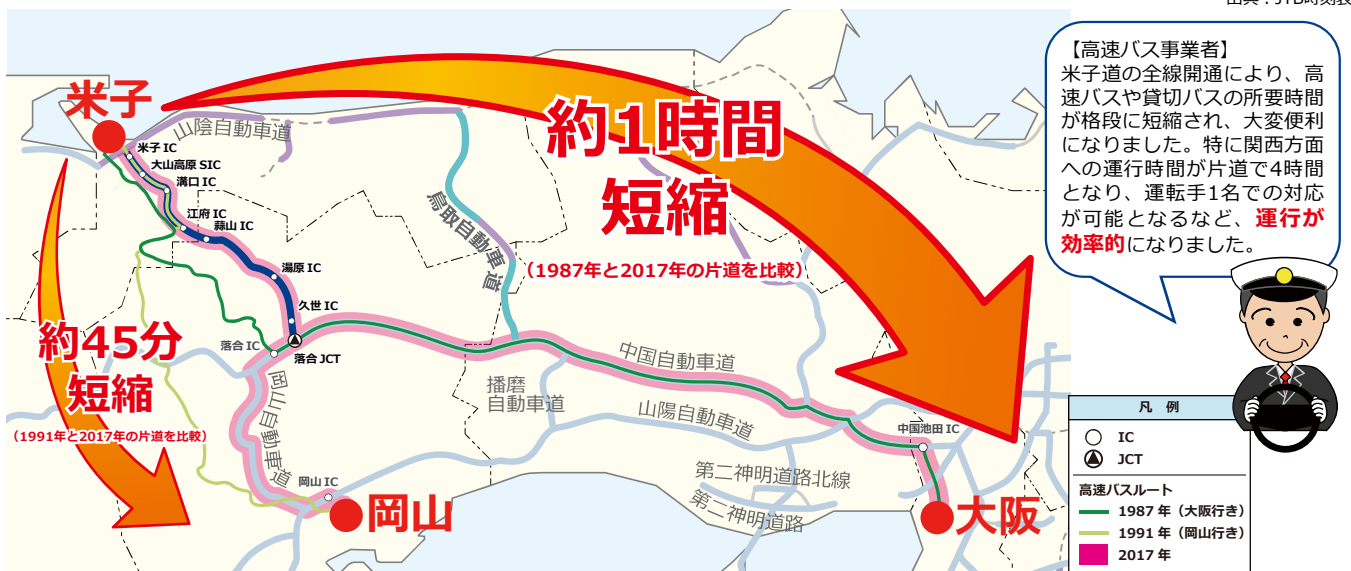 出典：JTB時刻表
【高速バス事業者】
米子道の全線開通により、高
速バスや貸切バスの所要時間
が格段に短縮され、大変便利
になりました。特に関西方面
への運行時間が片道で4時間
となり、運転手1名での対応
が可能となるなど、運行が
効率的になりました。
米子
山陰自動車道
米子 IC
大山高原 SIC
溝口 IC
江府 IC
蒜山 IC
湯原 IC
久世 IC
落合 IC
落合 JCT
約1時間
短縮
（1987年と2017年の片道を比較）
鳥取自動車道
約45分
短縮
（1991年と2017年の片道を比較）
岡山自動車道
中国自動車道
播磨
自動車道
山陽自動車道
中国池田 IC
第二神明道路北線
第二神明道路
岡山 IC
岡山
大阪
凡 例
IC
JCT
高速バスルート
1987 年（大阪行き）
1991 年（岡山行き）
2017 年